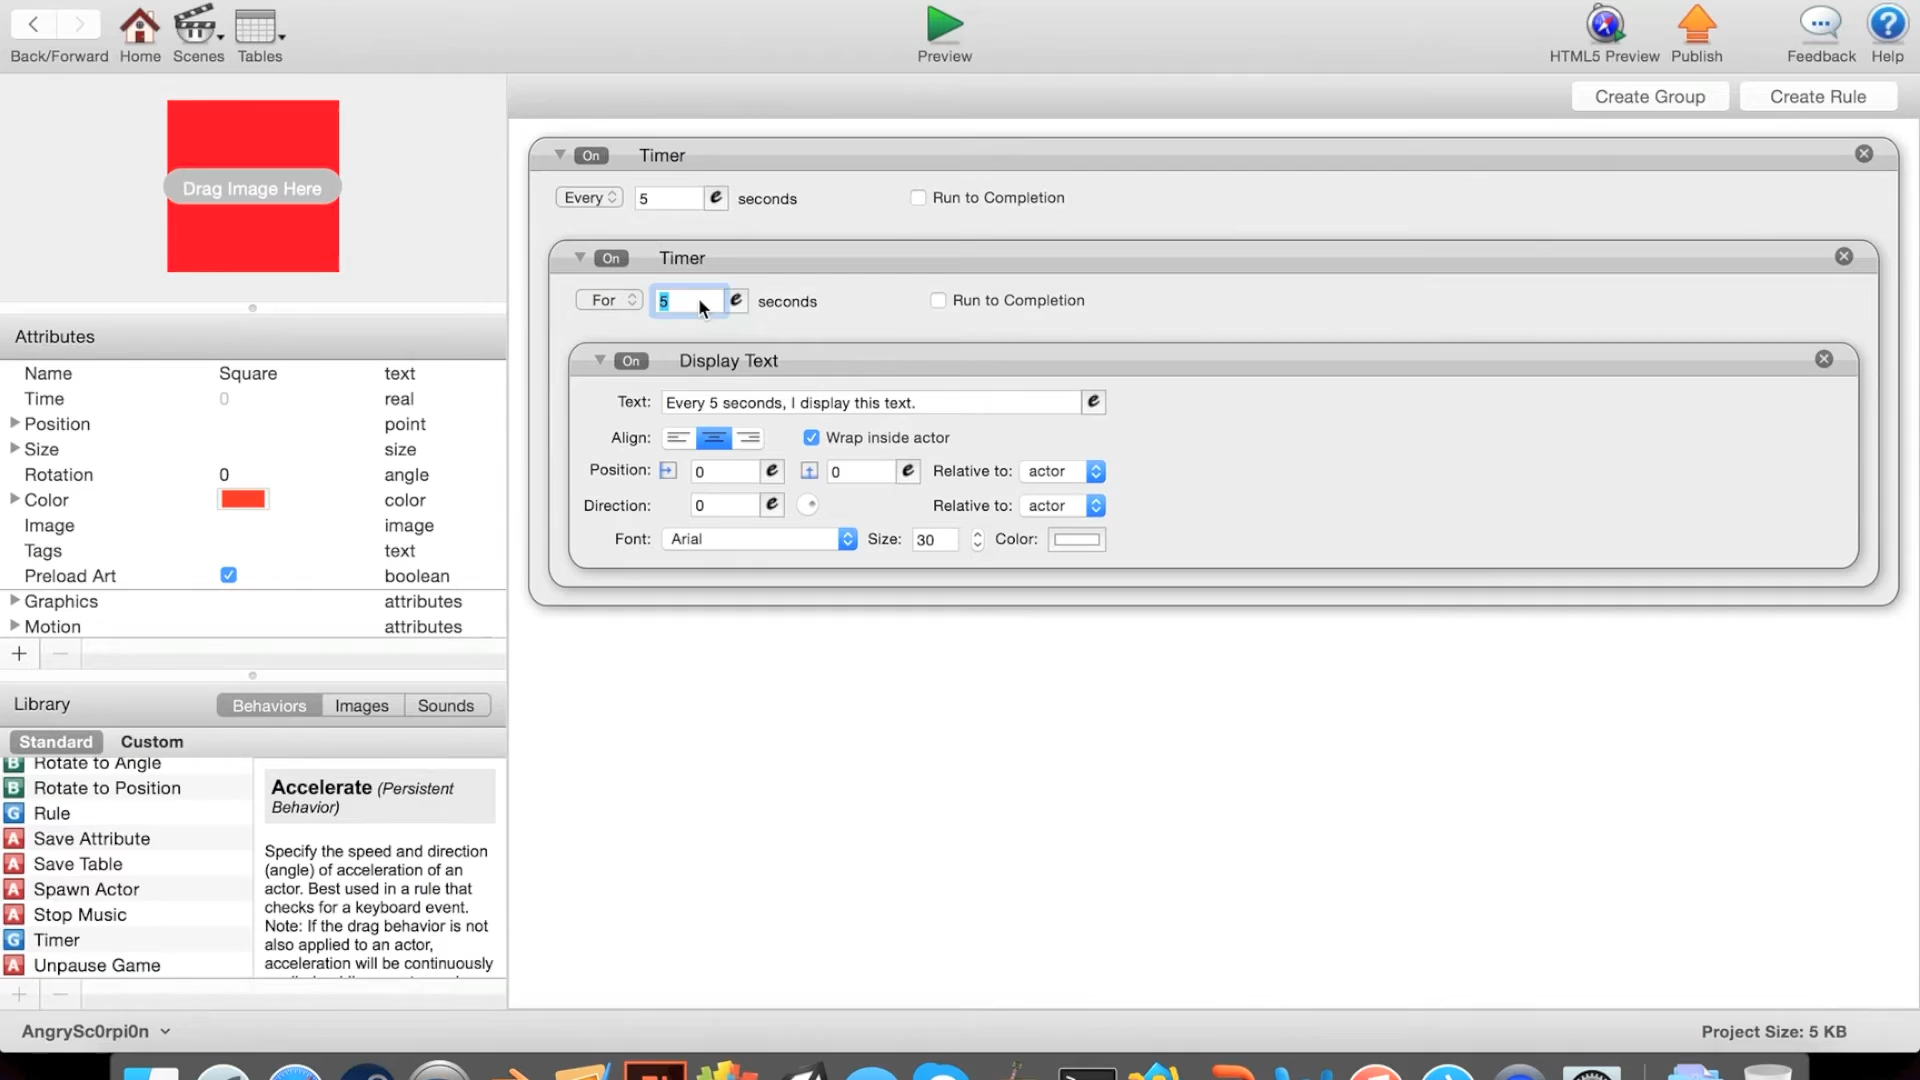 Back/Forward Home Scenes Tables Preview HTML5 Preview Publish Feedback Help
Create Group Create Rule
Drag Image Here
Attributes
Name Square text
Time 0 real
Position point
Size size
Rotation 0 angle
Color color
Image image
Tags text
Preload Art boolean
Graphics attributes
Motion attributes
Library Behaviors Images Sounds
Standard Custom
Rotate to Angle
Rotate to Position
Rule
Save Attribute
Save Table
Spawn Actor
Stop Music
Timer
Unpause Game
Accelerate (Persistent
Behavior)
Specify the speed and direction
(angle) of acceleration of an
actor. Best used in a rule that
checks for a keyboard event.
Note: If the drag behavior is not
also applied to an actor,
acceleration will be continuously
On Timer
Every 5 e seconds Run to Completion
On Timer
For 5 e seconds Run to Completion
On Display Text
Text: Every 5 seconds, I display this text. e
Align: Wrap inside actor
Position: 0 e 0 e Relative to: actor
Direction: 0 e Relative to: actor
Font: Arial Size: 30 Color:
AngrySc0rpi0n Project Size: 5 KB